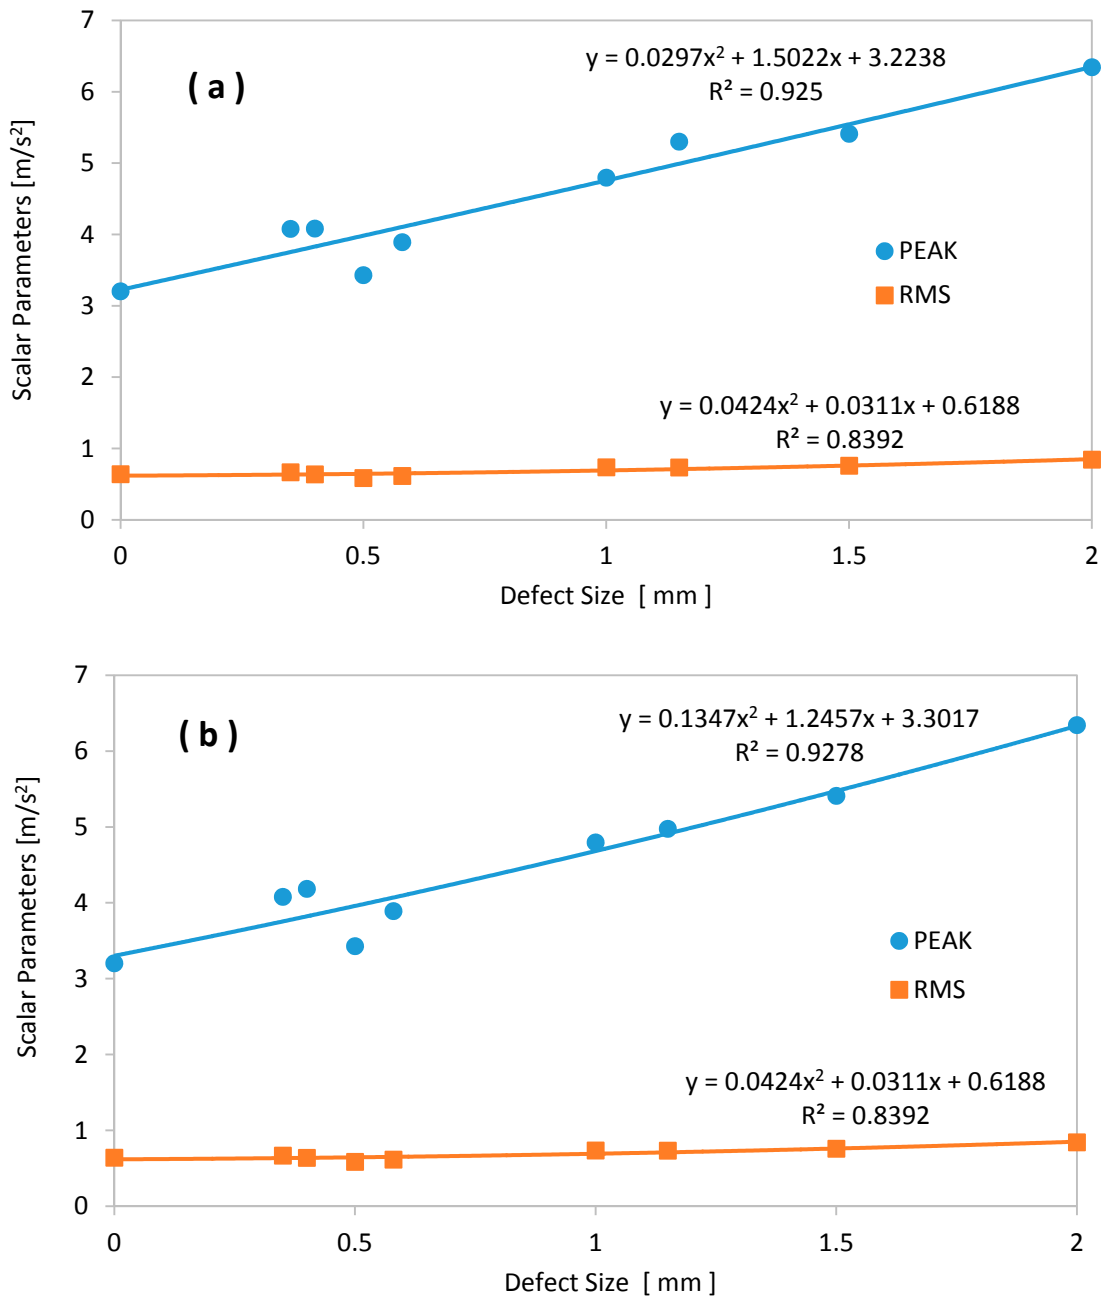 7
6
5
4
3
2
1
0
Scalar Parameters [m/s²]
( a )
y = 0.0297x² + 1.5022x + 3.2238
R² = 0.925
PEAK
RMS
y = 0.0424x² + 0.0311x + 0.6188
R² = 0.8392
0 0.5 1 1.5 2
Defect Size [ mm ]
7
6
5
4
3
2
1
0
Scalar Parameters [m/s²]
( b )
y = 0.1347x² + 1.2457x + 3.3017
R² = 0.9278
PEAK
RMS
y = 0.0424x² + 0.0311x + 0.6188
R² = 0.8392
0 0.5 1 1.5 2
Defect Size [ mm ]